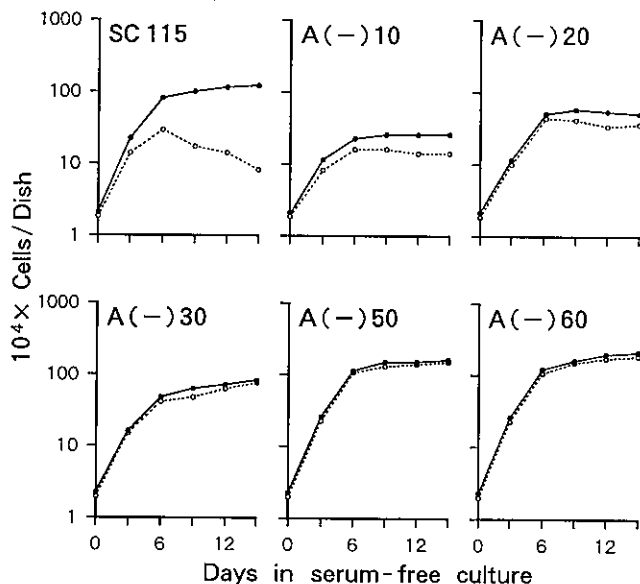 SC 115
A(-)10
A(-)20
1000
100
10
1
A(-)30
A(-)50
A(-)60
1000
100
10
1
0 6 12
0 6 12
0 6 12
10⁴× Cells/Dish
Days in serum-free culture